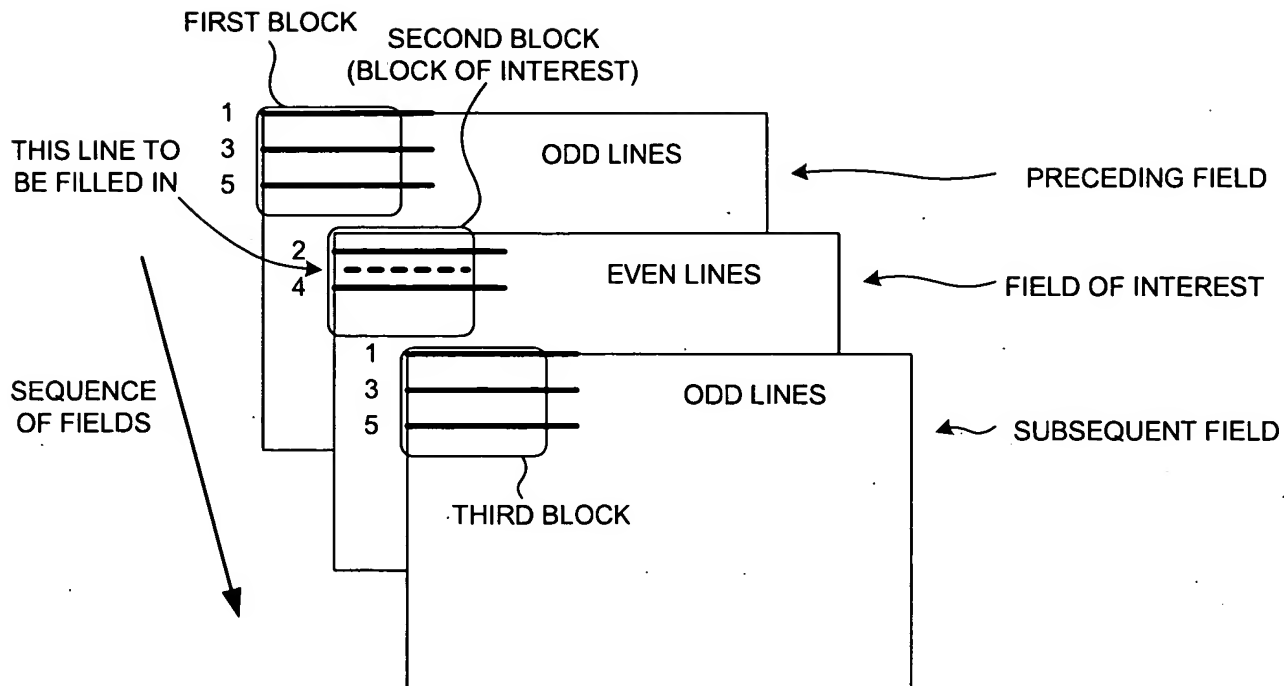 FIRST BLOCK
SECOND BLOCK
(BLOCK OF INTEREST)
1
3
5
ODD LINES
THIS LINE TO
BE FILLED IN
PRECEDING FIELD
2
4
EVEN LINES
FIELD OF INTEREST
1
3
5
ODD LINES
SEQUENCE
OF FIELDS
SUBSEQUENT FIELD
THIRD BLOCK